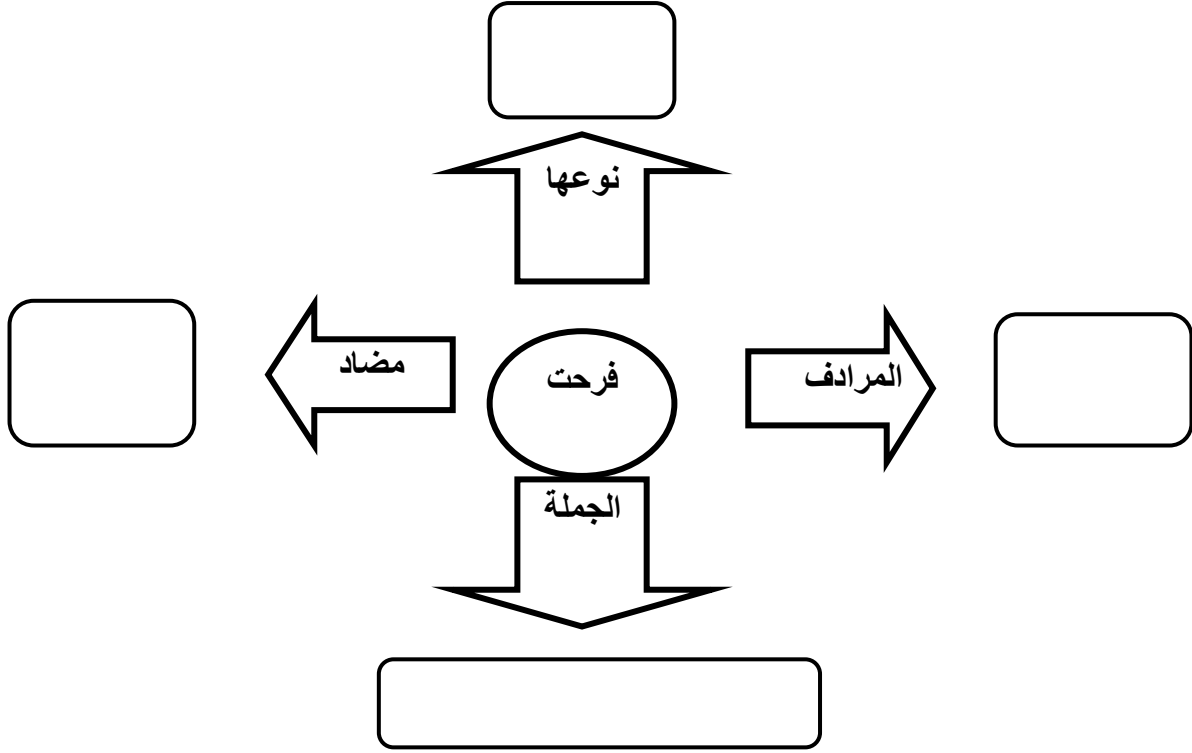 نوعها
المرادف
فرحت
مضاد
الجملة